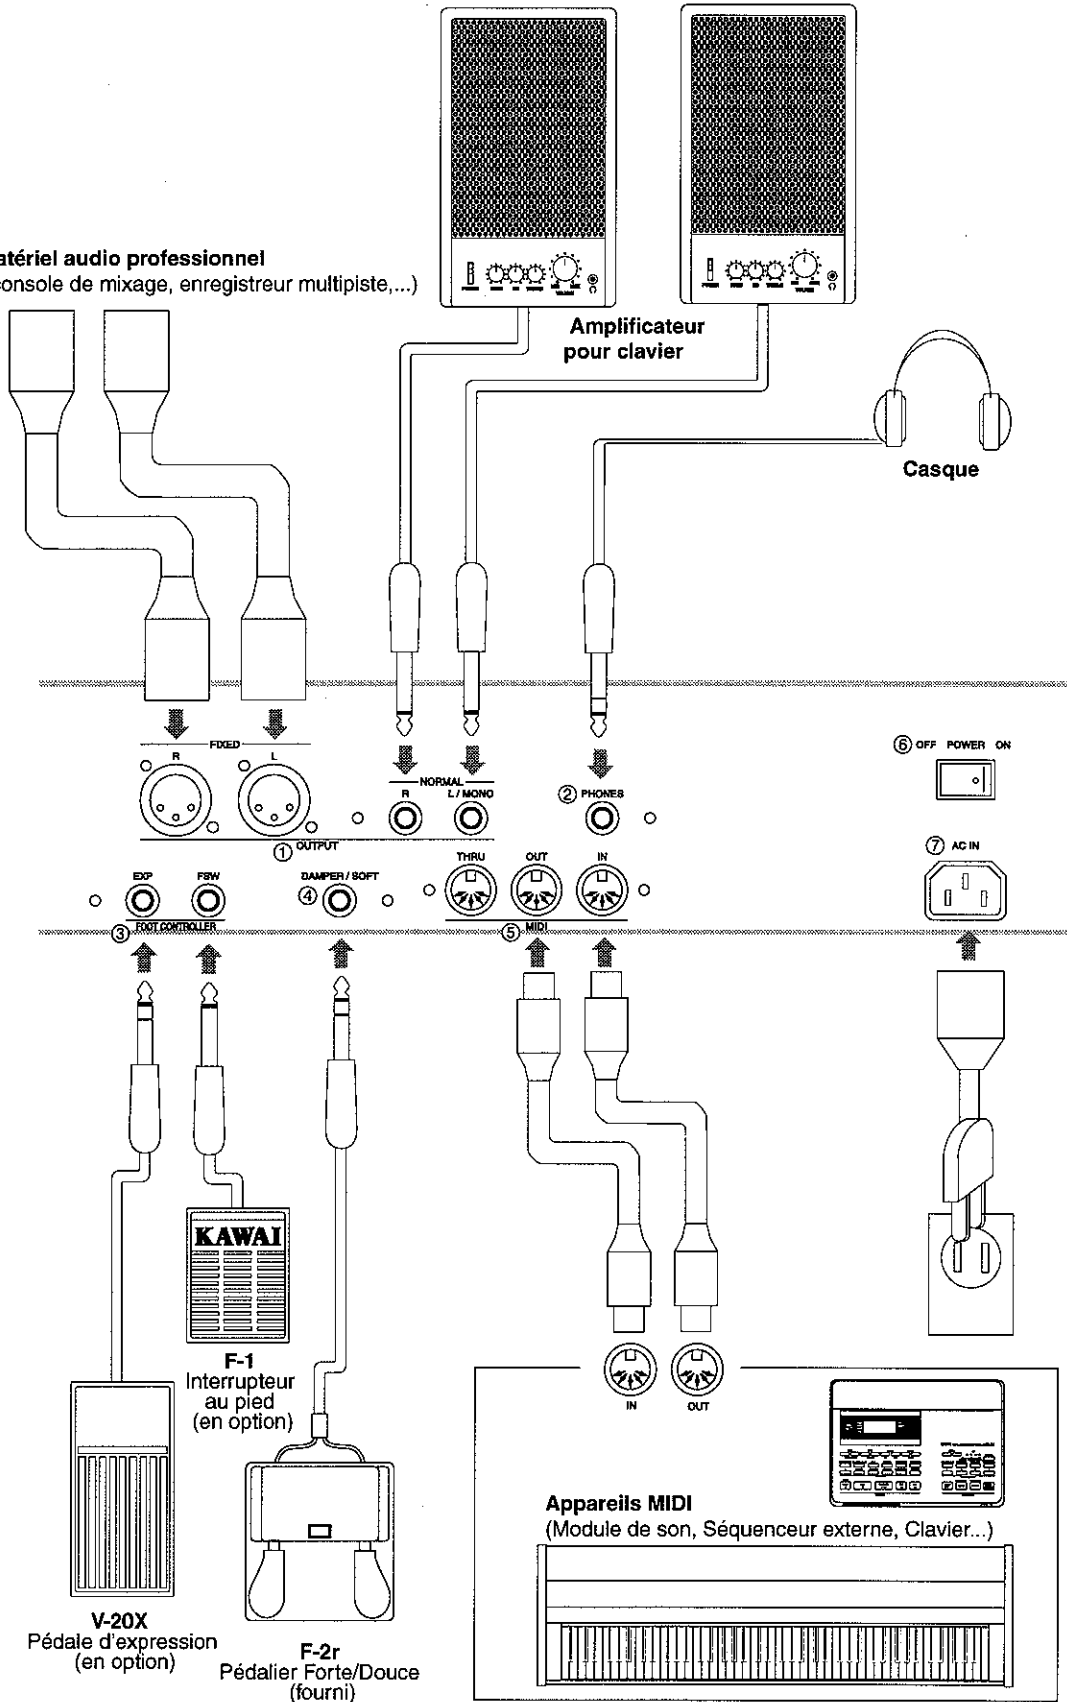 atériel audio professionnel
console de mixage, enregistreur multipiste,...)
Amplificateur
pour clavier
Casque
FIXED
R
L
NORMAL
R
L / MONO
② PHONES
⑥ OFF POWER ON
① OUTPUT
⑦ AC IN
EXP
FSW
DAMPER / SOFT
④
THRU
OUT
IN
③ FOOT CONTROLLER
⑤ MIDI
KAWAI
F-1
Interrupteur
au pied
(en option)
IN
OUT
Appareils MIDI
(Module de son, Séquenceur externe, Clavier...)
V-20X
Pédale d'expression
(en option)
F-2r
Pédalier Forte/Douce
(fourni)